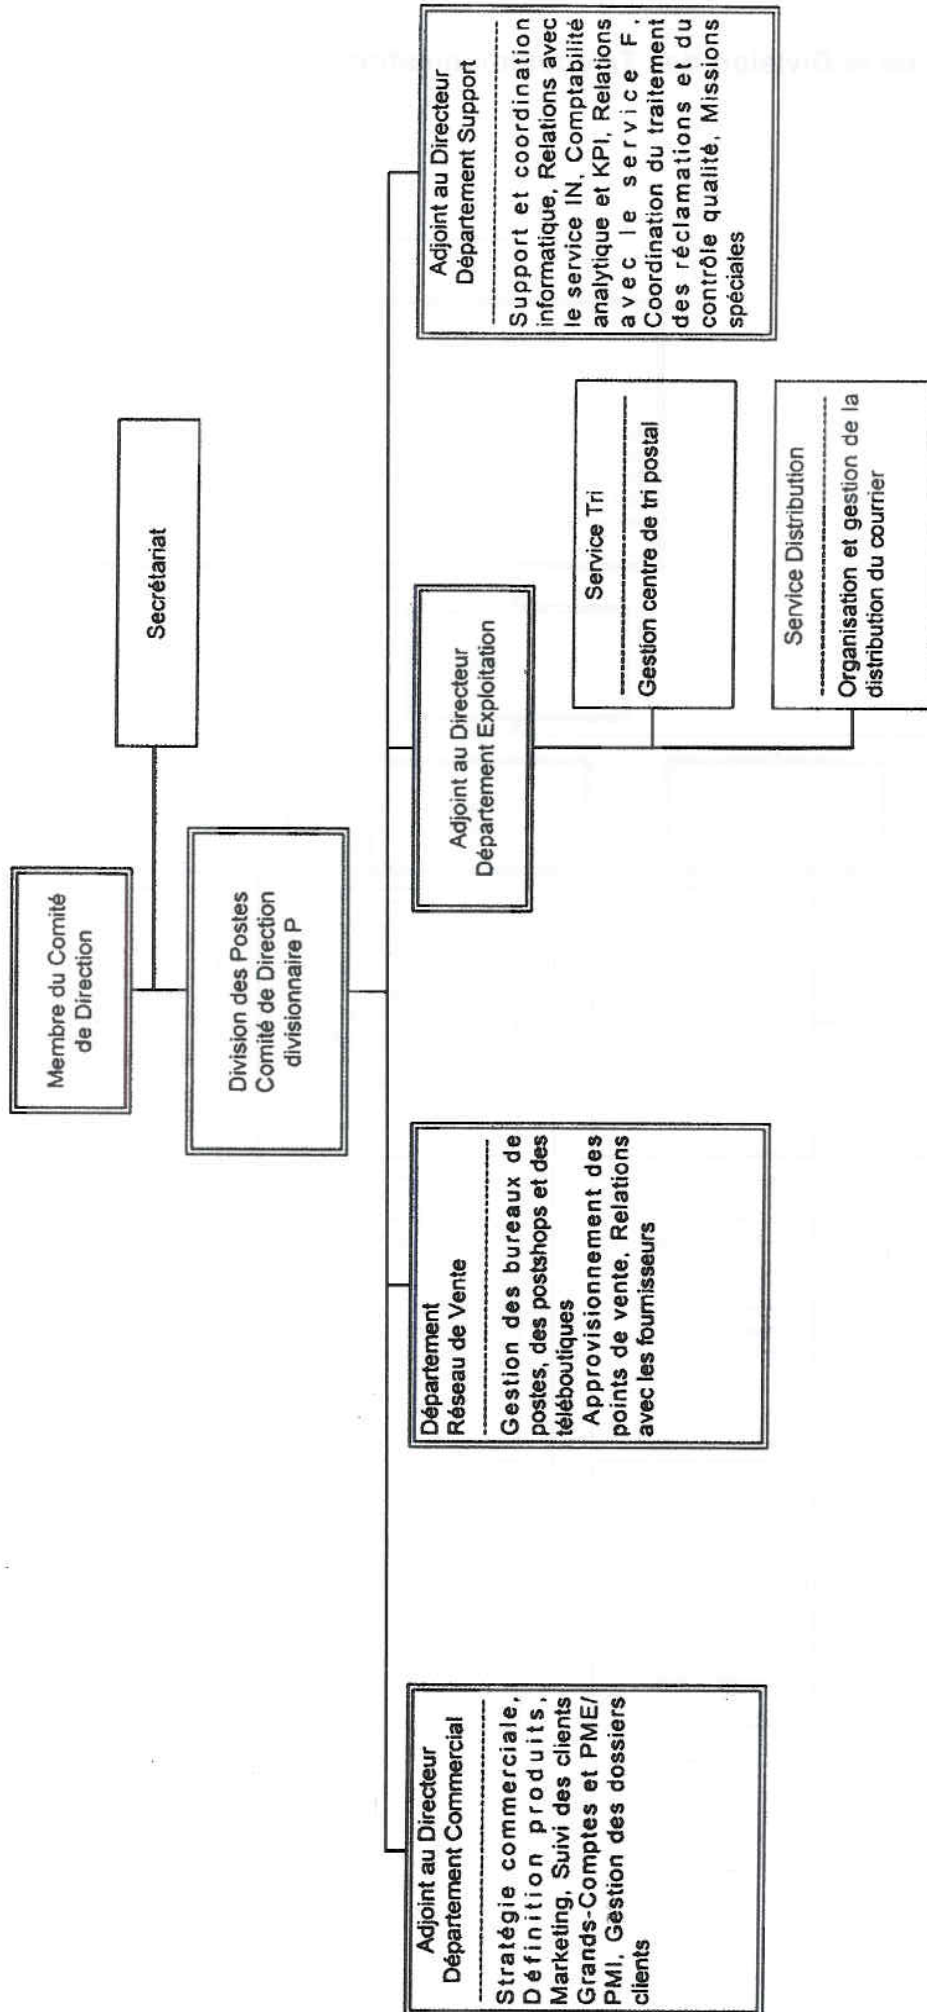 Membre du Comité
de Direction
Secrétariat
Division des Postes
Comité de Direction
divisionnaire P
Adjoint au Directeur
Département Commercial
Stratégie commerciale,
Définition produits,
Marketing, Suivi des clients
Grands-Comptes et PME/
PMI, Gestion des dossiers
clients
Département
Réseau de Vente
Gestion des bureaux de
postes, des postshops et des
téléboutiques
Approvisionnement des
points de vente, Relations
avec les fournisseurs
Adjoint au Directeur
Département Exploitation
Service Tri
Gestion centre de tri postal
Service Distribution
Organisation et gestion de la
distribution du courrier
Adjoint au Directeur
Département Support
Support et coordination
informatique, Relations avec
le service IN, Comptabilité
analytique et KPI, Relations
avec le service F,
Coordination du traitement
des réclamations et du
contrôle qualité, Missions
spéciales